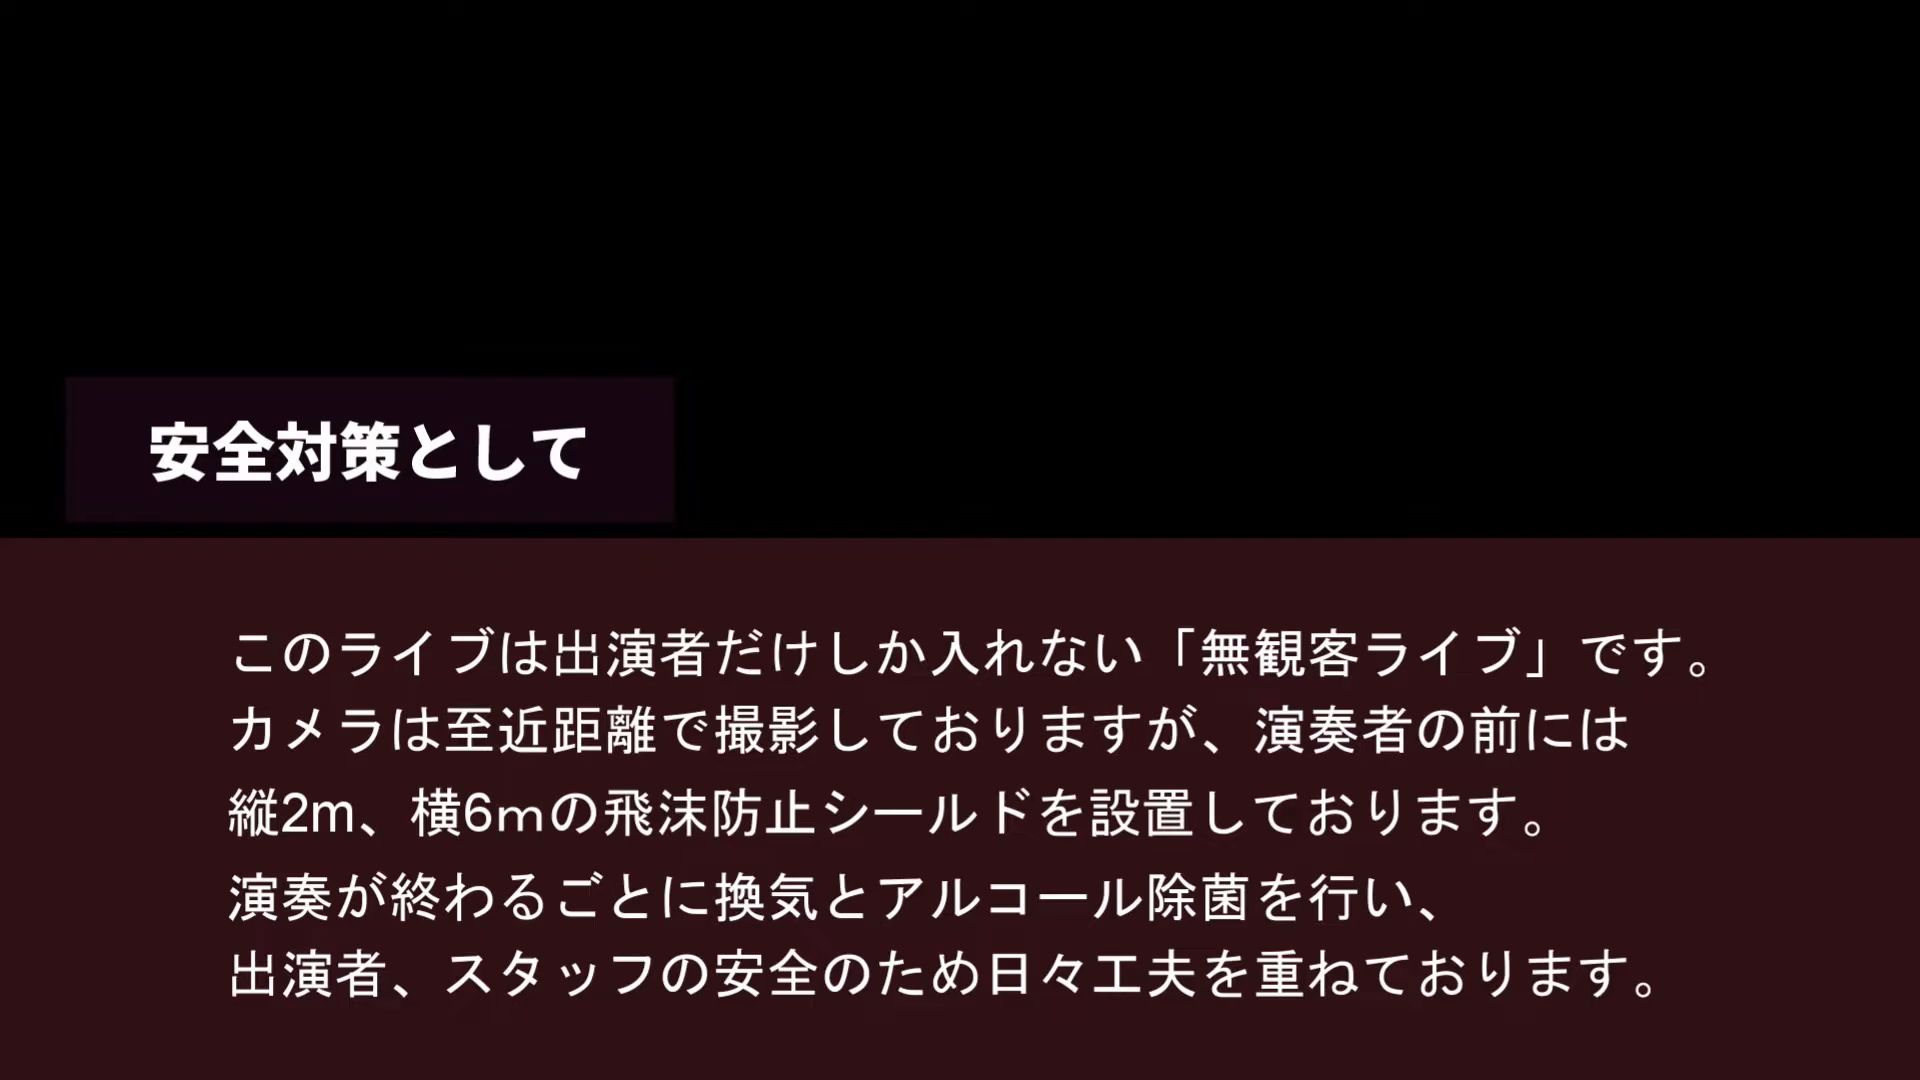 安全対策として
このライブは出演者だけしか入れない「無観客ライブ」です。
カメラは至近距離で撮影しておりますが、演奏者の前には
縦2m、横6ｍの飛沫防止シールドを設置しております。
演奏が終わるごとに換気とアルコール除菌を行い、
出演者、スタッフの安全のため日々工夫を重ねております。